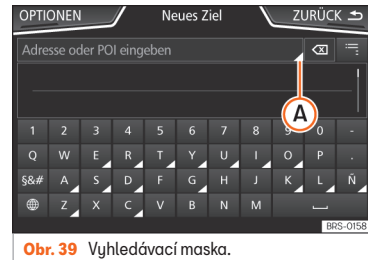 OPTIONEN Neues Ziel ZURÜCK
Adresse oder POI eingeben
A
1 2 3 4 5 6 7 8 9 0 -
Q W E R T Y U I O P .
§&# A S D F G H J K L Ñ
Z X C V B N M
BRS-0158
Obr. 39 Vyhledávací maska.